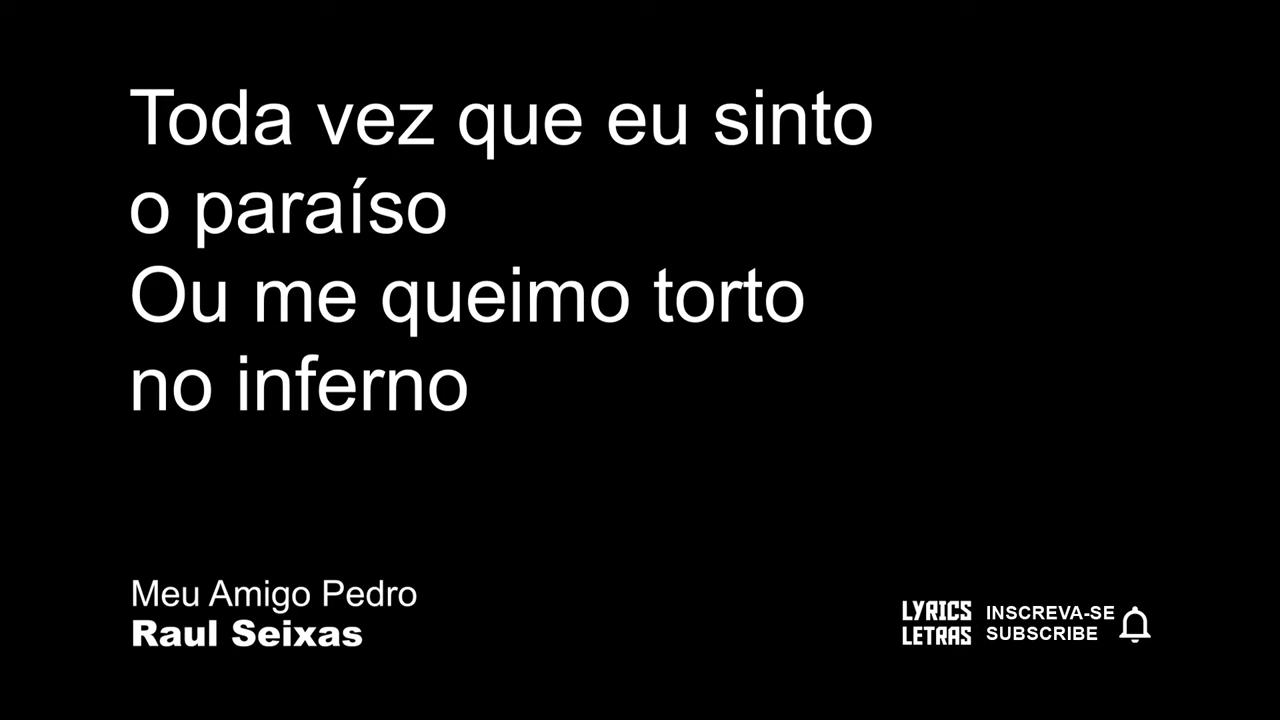 Toda vez que eu sinto
o paraíso
Ou me queimo torto
no inferno
Meu Amigo Pedro
Raul Seixas
LYRICS
LETRAS
INSCREVA-SE
SUBSCRIBE